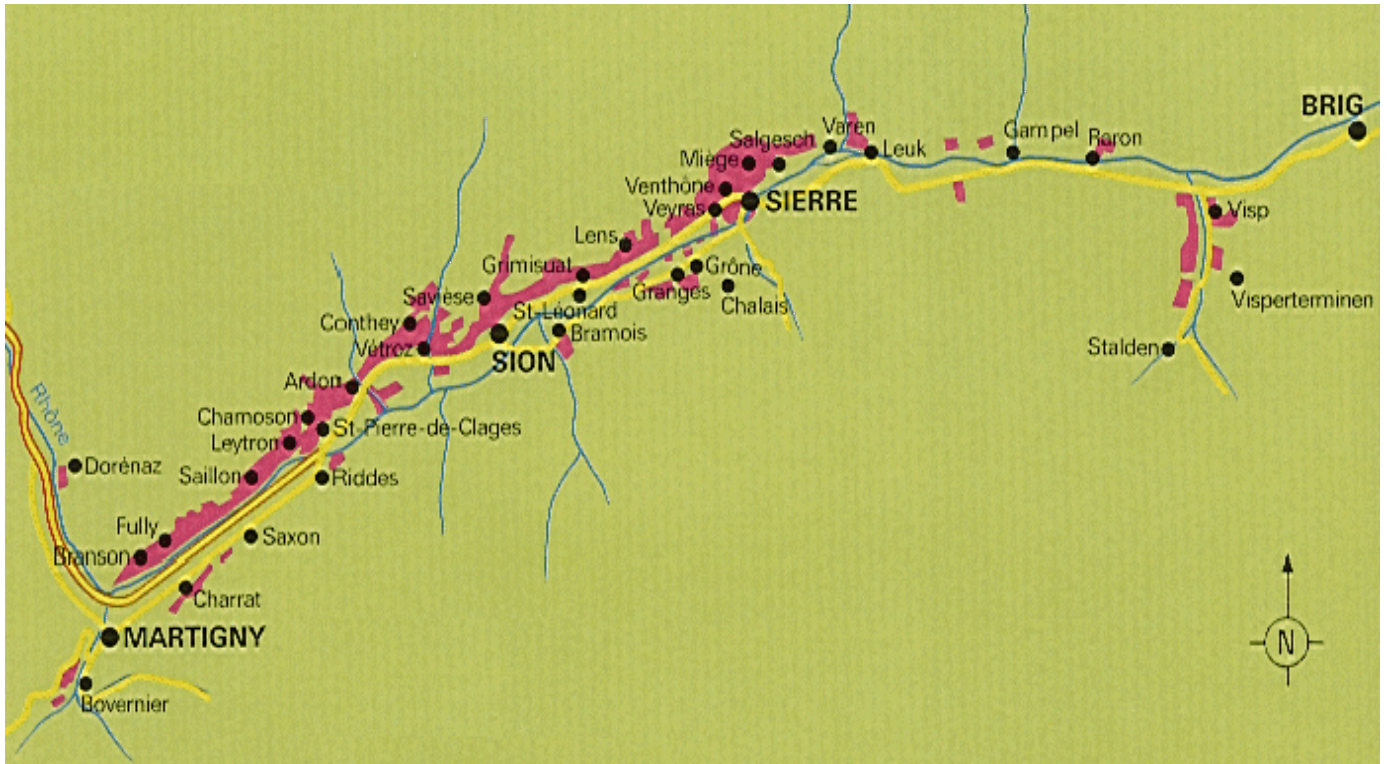 BRIG
Varen
Salgesch
Gampel
Raron
Leuk
Miège
Venthône
SIERRE
Veyras
Visp
Lens
Grimisuat
Grône
Granges
Chalais
Visperterminen
Savièse
St-Léonard
Conthey
Bramois
Vétroz
SION
Stalden
Ardon
Rhône
Chamoson
St-Pierre-de-Clages
Leytron
Dorénaz
Saillon
Riddes
Fully
Saxon
Branson
Charrat
MARTIGNY
N
Bovernier